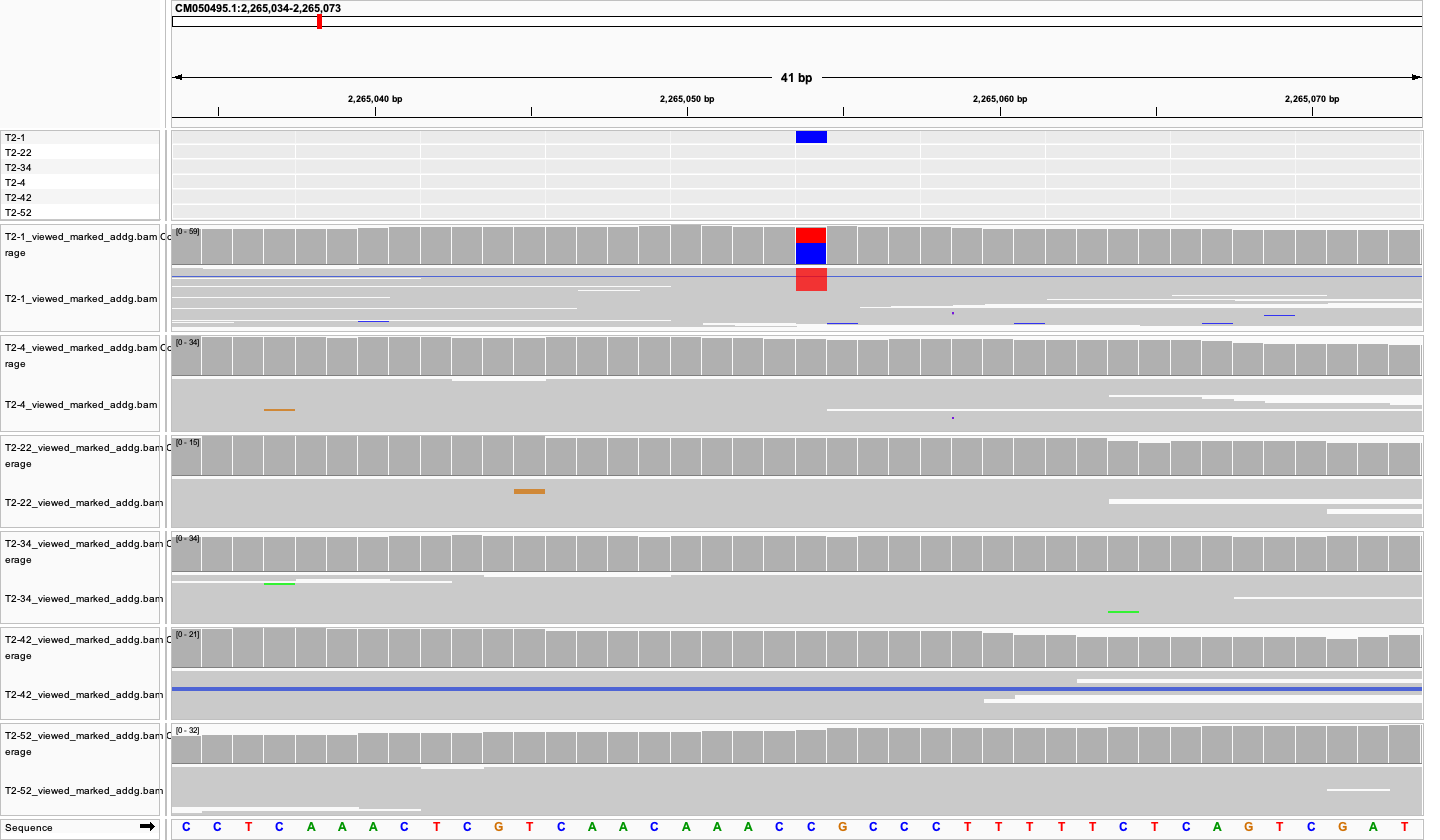 CM050495.1:2,265,034-2,265,073
41 bp
2,265,040 bp 2,265,050 bp 2,265,060 bp 2,265,070 bp
T2-1
T2-22
T2-34
T2-4
T2-42
T2-52
T2-1_viewed_marked_addg.bam Co
rage
[0 - 59]
T2-1_viewed_marked_addg.bam
T2-4_viewed_marked_addg.bam Co
rage
[0 - 34]
T2-4_viewed_marked_addg.bam
T2-22_viewed_marked_addg.bam C
erage
[0 - 15]
T2-22_viewed_marked_addg.bam
T2-34_viewed_marked_addg.bam C
erage
[0 - 34]
T2-34_viewed_marked_addg.bam
T2-42_viewed_marked_addg.bam C
erage
[0 - 21]
T2-42_viewed_marked_addg.bam
T2-52_viewed_marked_addg.bam C
erage
[0 - 32]
T2-52_viewed_marked_addg.bam
Sequence C C T C A A A C T C G T C A A C A A A C C G C C C T T T T T C T C A G T C G A T